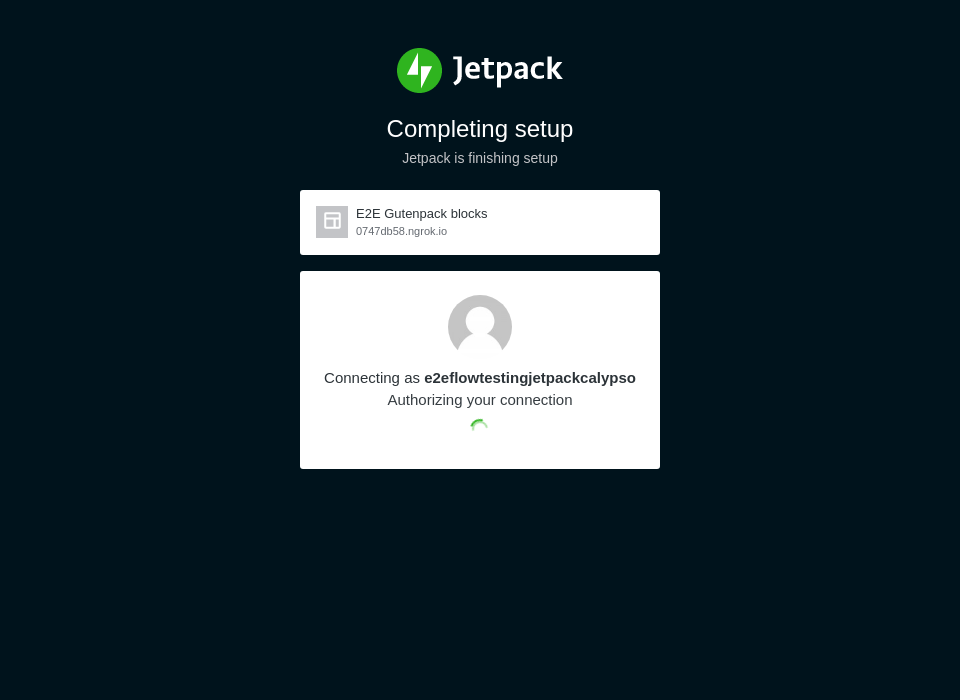 Jetpack
Completing setup
Jetpack is finishing setup
E2E Gutenpack blocks
0747db58.ngrok.io
Connecting as e2eflowtestingjetpackcalypso
Authorizing your connection